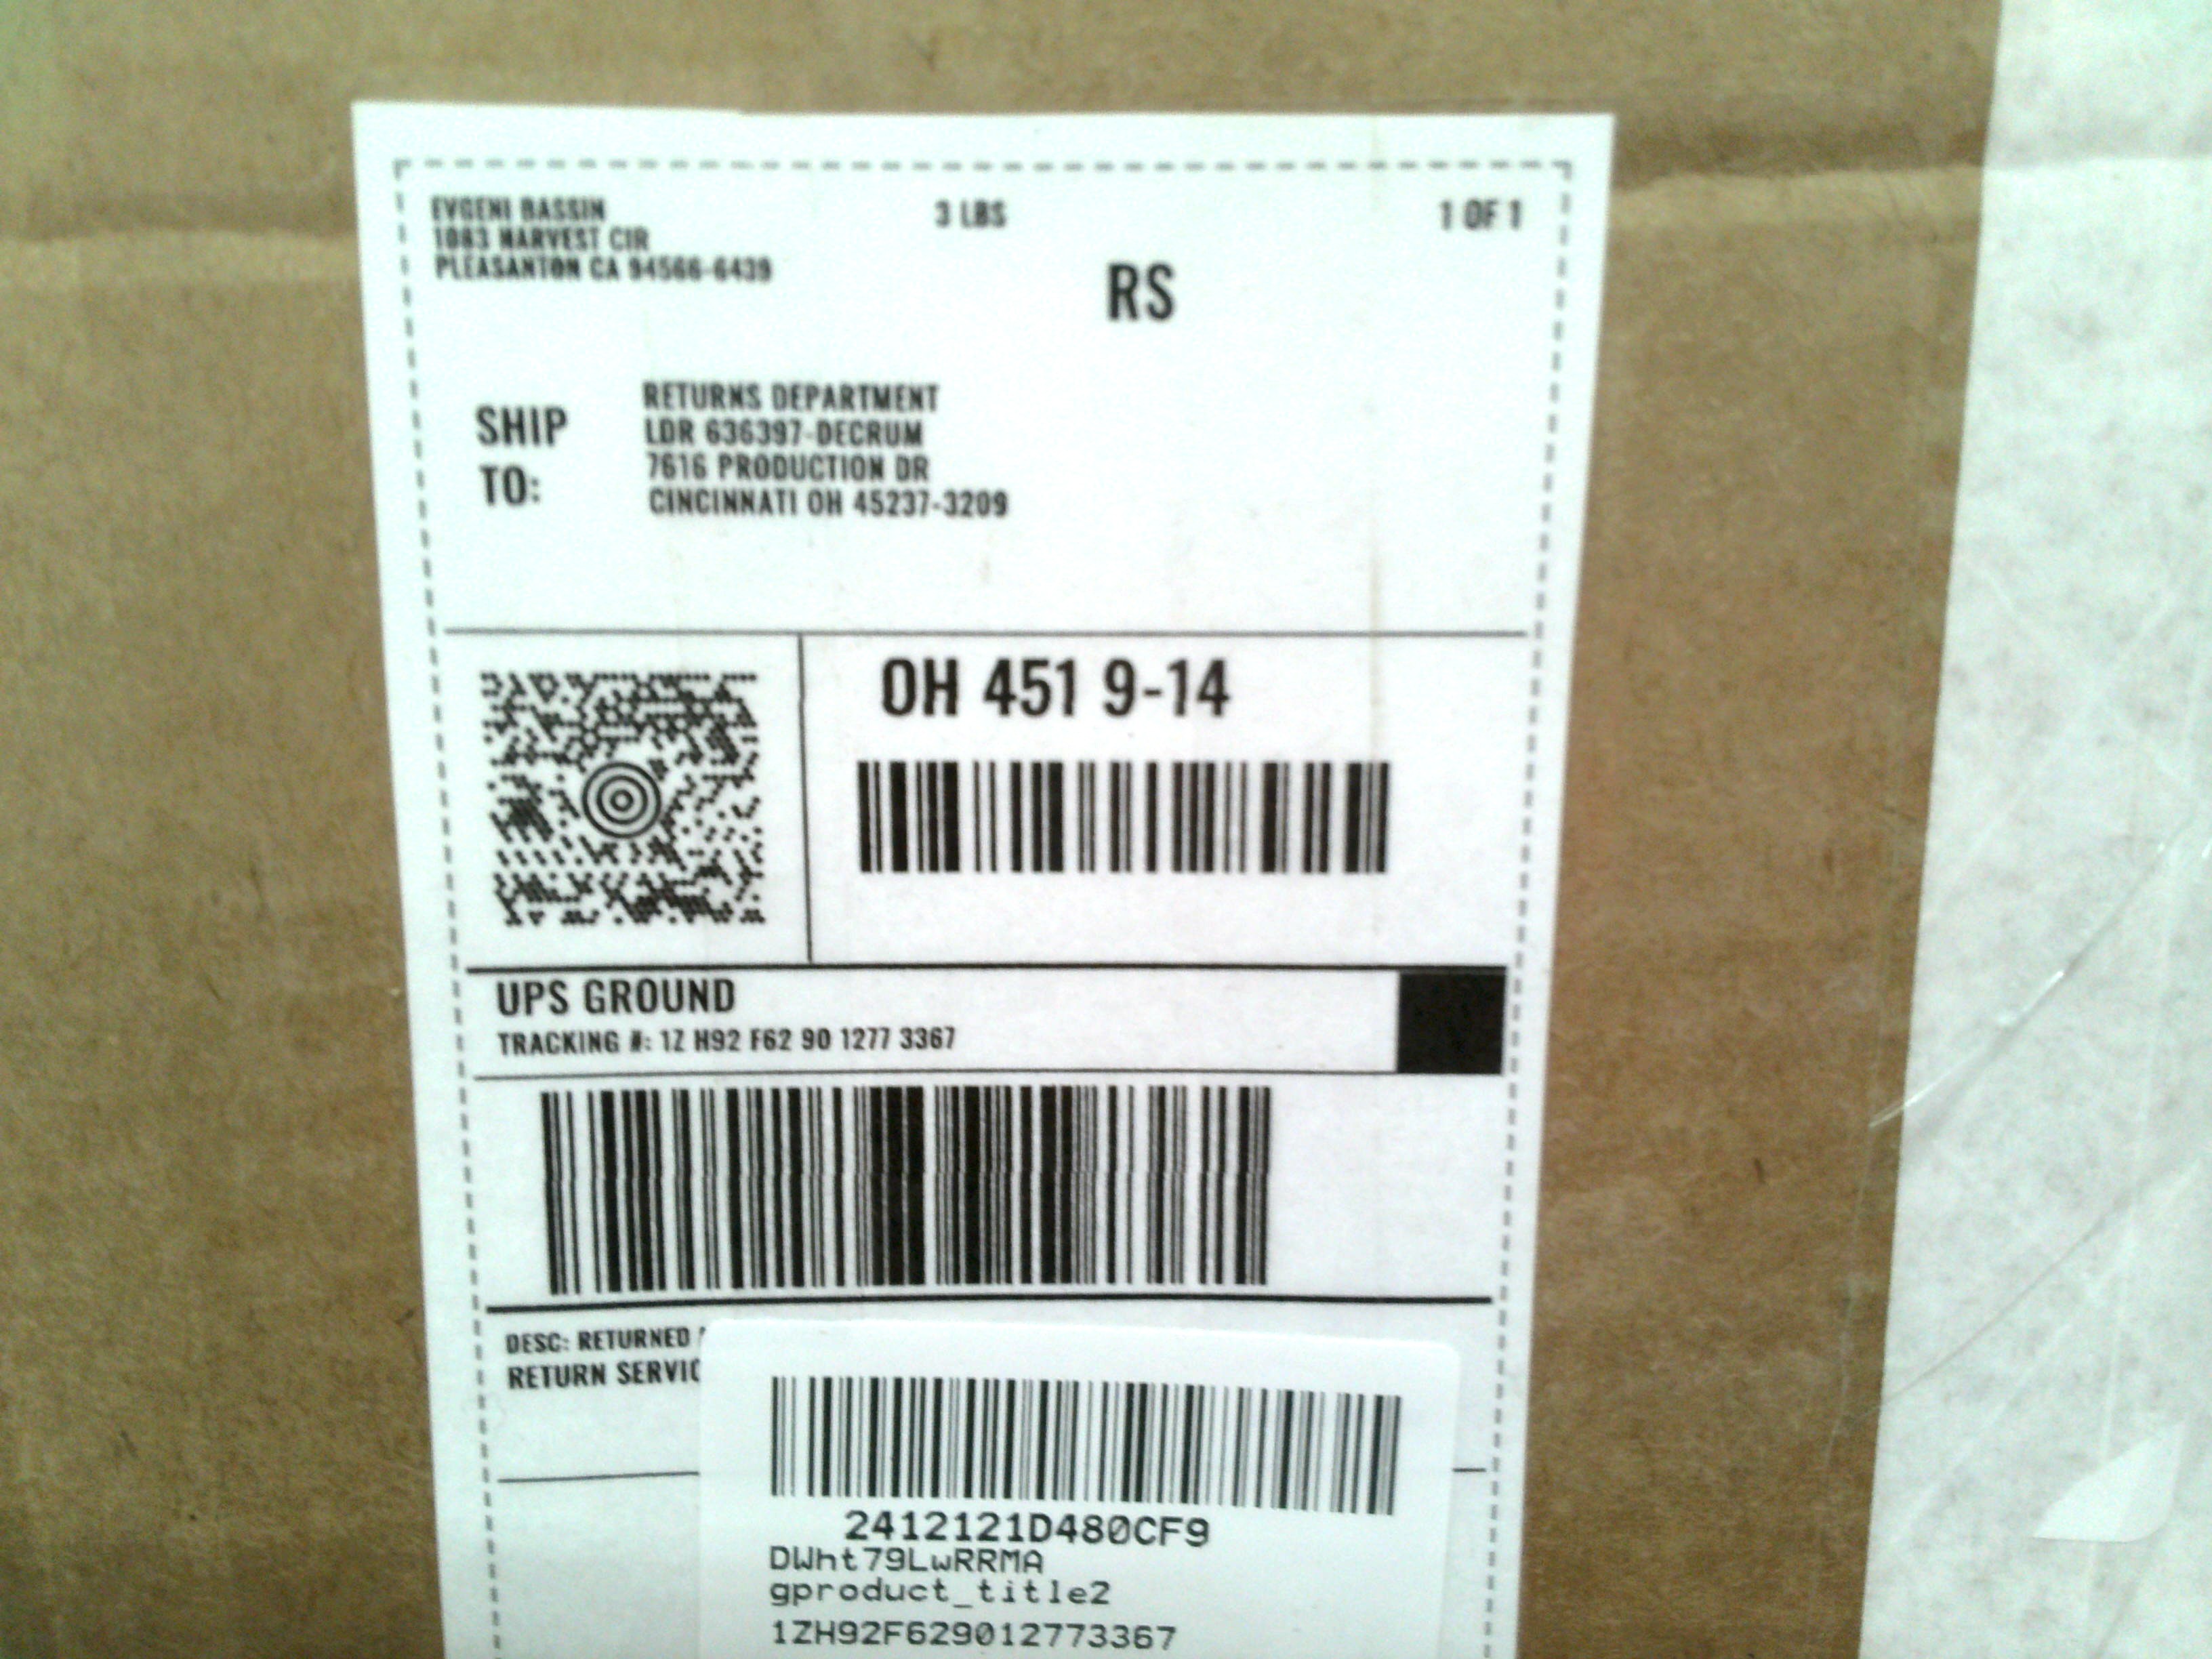 EVGENI BASSIN
1083 HARVEST CIR
PLEASANTON CA 94566-6439
3 LBS
1 OF 1
RS
SHIP
TO:
RETURNS DEPARTMENT
LDR 636397-DECRUM
7616 PRODUCTION DR
CINCINNATI OH 45237-3209
OH 451 9-14
UPS GROUND
TRACKING #: 1Z H92 F62 90 1277 3367
DESC: RETURNED
RETURN SERVIC
2412121D480CF9
DWht79LwRRMA
gproduct_title2
1ZH92F629012773367